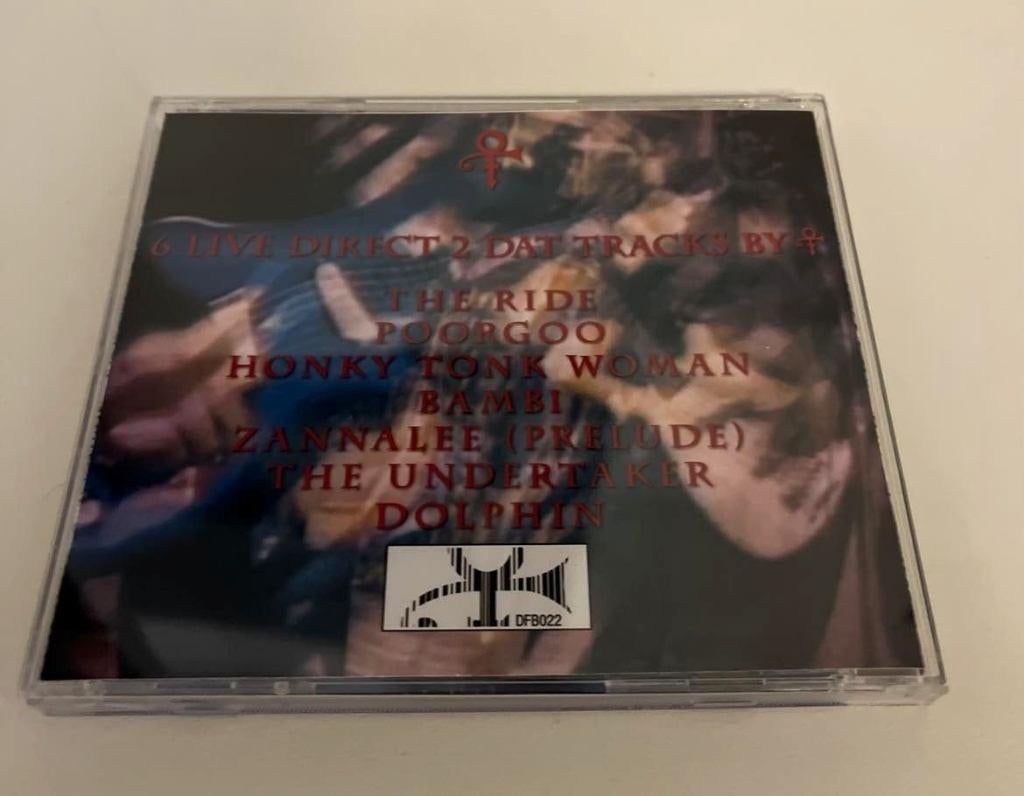 6 LIVE DIRECT 2 DAT TRACKS BY
THE RIDE
POORGOO
HONKY TONK WOMAN
BAMBI
ZANNALEE (PRELUDE)
THE UNDERTAKER
DOLPHIN
DFB022